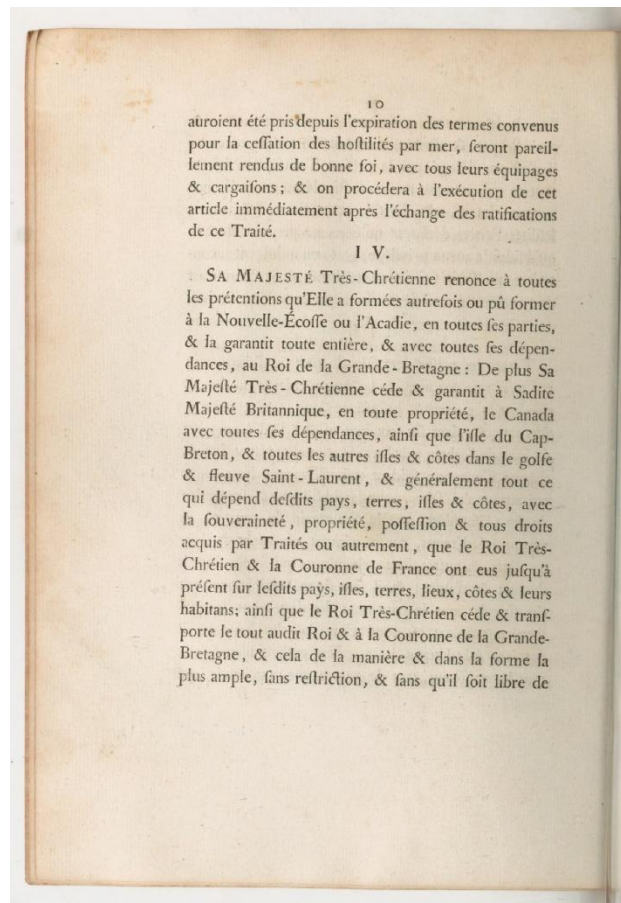 10
auroient été pris depuis l'expiration des termes convenus
pour la ceſſation des hoſtilités par mer, ſeront pareil-
lement rendus de bonne foi, avec tous leurs équipages
& cargaiſons; & on procédera à l'exécution de cet
article immédiatement après l'échange des ratifications
de ce Traité.
I V.
SA MAJESTÉ Très-Chrétienne renonce à toutes
les prétentions qu'Elle a formées autrefois ou pû former
à la Nouvelle-Écoſſe ou l'Acadie, en toutes ſes parties,
& la garantit toute entière, & avec toutes ſes dépen-
dances, au Roi de la Grande-Bretagne: De plus Sa
Majeſté Très-Chrétienne céde & garantit à Sadite
Majeſté Britannique, en toute propriété, le Canada
avec toutes ſes dépendances, ainſi que l'iſle du Cap-
Breton, & toutes les autres iſles & côtes dans le golfe
& fleuve Saint-Laurent, & généralement tout ce
qui dépend deſdits pays, terres, iſles & côtes, avec
la ſouveraineté, propriété, poſſeſſion & tous droits
acquis par Traités ou autrement, que le Roi Très-
Chrétien & la Couronne de France ont eus juſqu'à
préſent ſur leſdits pays, iſles, terres, lieux, côtes & leurs
habitans; ainſi que le Roi Très-Chrétien céde & tranſ-
porte le tout audit Roi & à la Couronne de la Grande-
Bretagne, & cela de la manière & dans la forme la
plus ample, ſans reſtriction, & ſans qu'il ſoit libre de